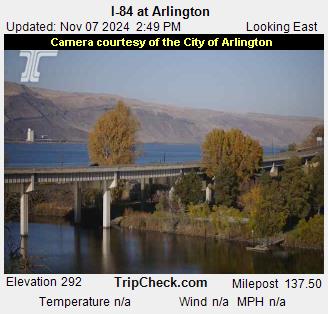 I-84 at Arlington
Updated: Nov 07 2024 2:49 PM Looking East
Camera courtesy of the City of Arlington
Elevation 292 TripCheck.com Milepost 137.50
Temperature n/a Wind n/a MPH n/a